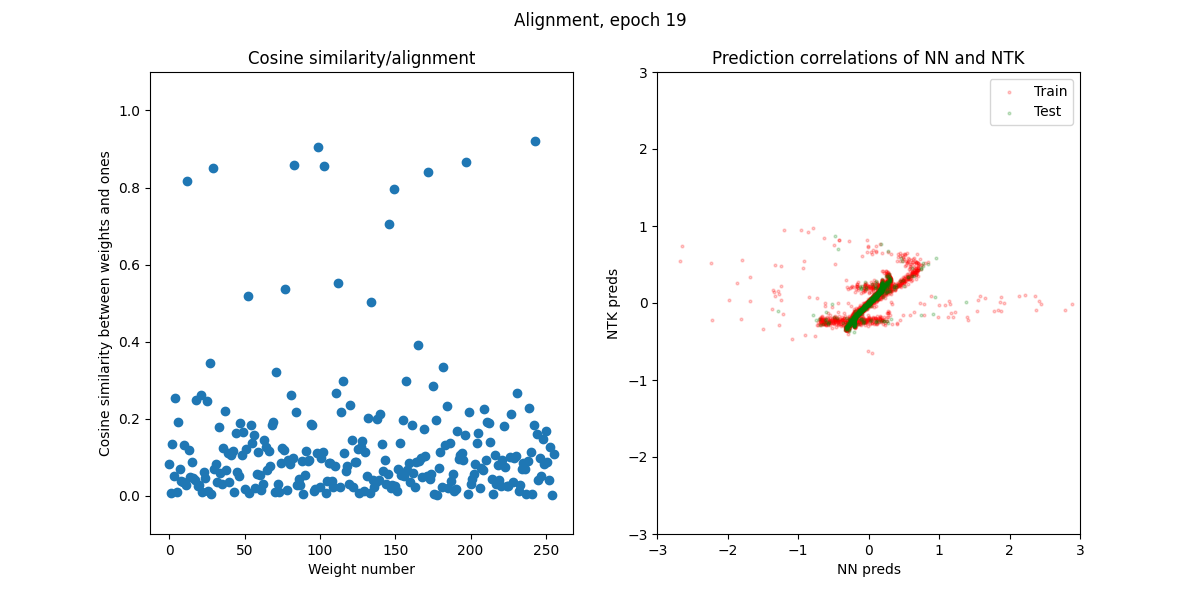 Alignment, epoch 19
Cosine similarity/alignment
Cosine similarity between weights and ones
1.0
0.8
0.6
0.4
0.2
0.0
0
50
100
150
200
250
Weight number
Prediction correlations of NN and NTK
NTK preds
3
2
1
0
−1
−2
−3
−3
−2
−1
0
1
2
3
NN preds
Train
Test